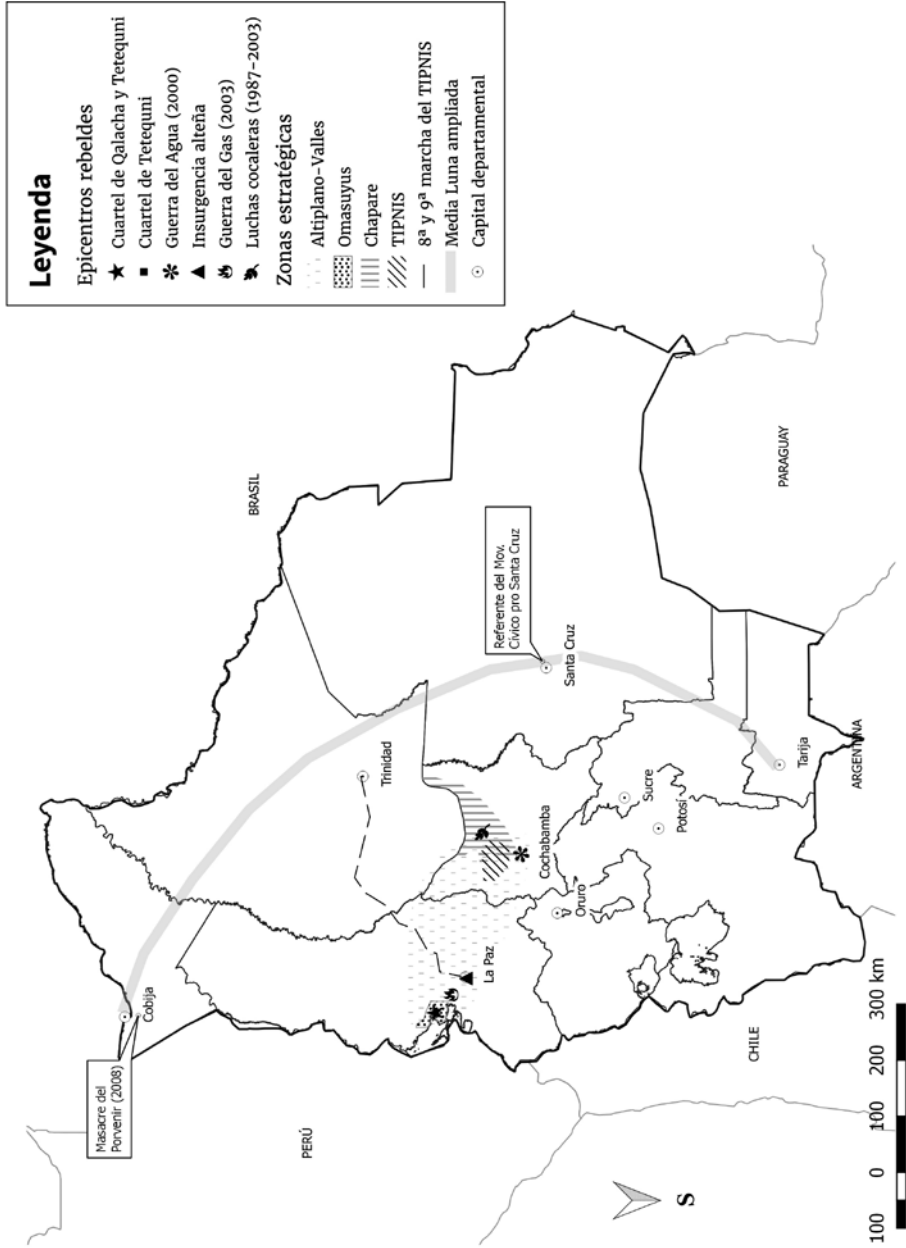 Leyenda
Epicentros rebeldes
Cuartel de Qalacha y Tetequni
Cuartel de Tetequni
Guerra del Agua (2000)
Insurgencia alteña
Guerra del Gas (2003)
Luchas cocaleras (1987–2003)
Zonas estratégicas
Altiplano–Valles
Omasuyus
Chapare
TIPNIS
8ª y 9ª marcha del TIPNIS
Media Luna ampliada
Capital departamental
Masacre del
Porvenir (2008)
Cobija
BRASIL
PERÚ
Trinidad
La Paz
Referente del Mov.
Cívico pro Santa Cruz
Santa Cruz
Cochabamba
Oruro
Sucre
Potosí
Tarija
CHILE
PARAGUAY
ARGENTINA
S
100 0 100 200 300 km